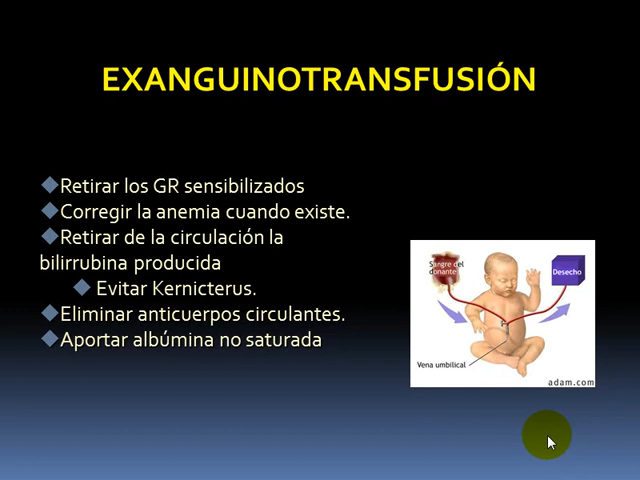 EXANGUINOTRANSFUSIÓN
Retirar los GR sensibilizados
Corregir la anemia cuando existe.
Retirar de la circulación la
bilirrubina producida
Evitar Kernicterus.
Eliminar anticuerpos circulantes.
Aportar albúmina no saturada
Sangre del
donante
Desecho
Vena umbilical
adam.com